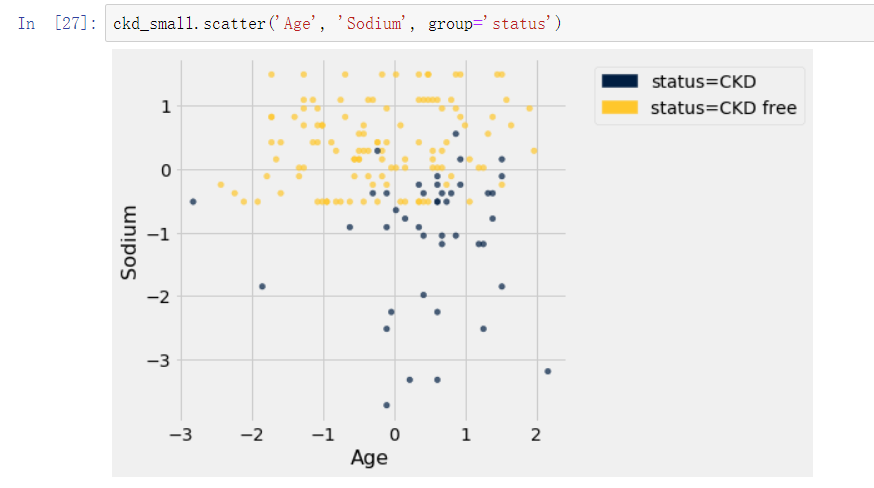 In [27]: ckd_small.scatter('Age', 'Sodium', group='status')
status=CKD
status=CKD free
1
0
−1
−2
−3
Sodium
−3 −2 −1 0 1 2
Age